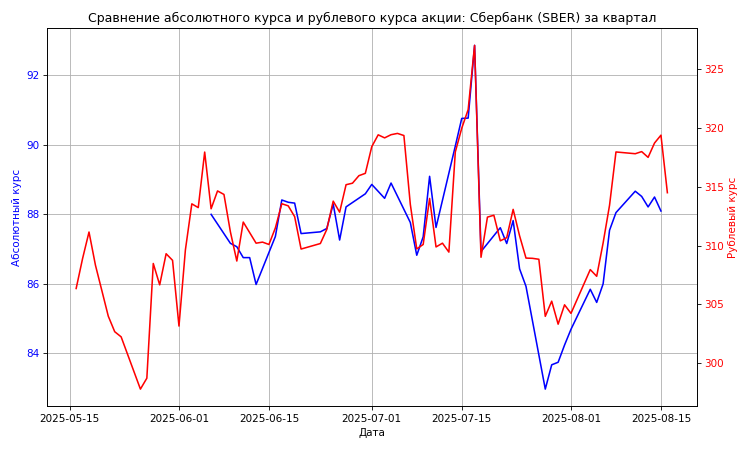 Сравнение абсолютного курса и рублевого курса акции: Сбербанк (SBER) за квартал
Абсолютный курс
92
90
88
86
84
325
320
315
310
305
300
Рублевый курс
2025-05-15 2025-06-01 2025-06-15 2025-07-01 2025-07-15 2025-08-01 2025-08-15
Дата